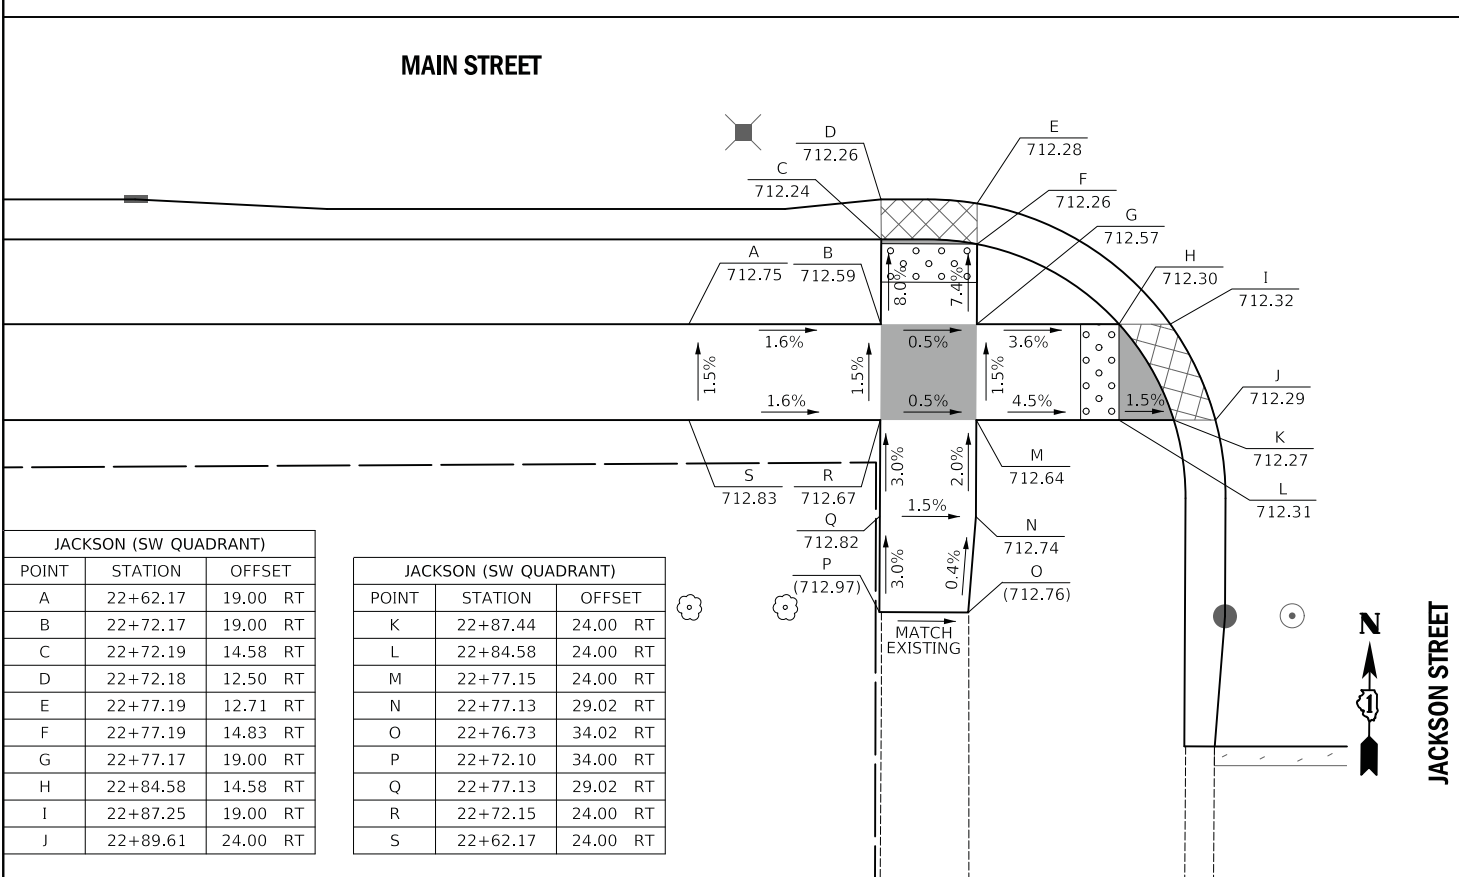 MAIN STREET
D
712.26
E
712.28
C
712.24
F
712.26
G
712.57
A
712.75
B
712.59
H
712.30
I
712.32
8.0%
7.4%
1.6%
0.5%
3.6%
1.5%
1.5%
1.5%
1.6%
0.5%
4.5%
1.5%
J
712.29
K
712.27
S
712.83
R
712.67
3.0%
2.0%
M
712.64
L
712.31
1.5%
Q
712.82
N
712.74
P
(712.97)
3.0%
0.4%
O
(712.76)
MATCH
EXISTING
JACKSON (SW QUADRANT)
POINT STATION OFFSET
A 22+62.17 19.00 RT
B 22+72.17 19.00 RT
C 22+72.19 14.58 RT
D 22+72.18 12.50 RT
E 22+77.19 12.71 RT
F 22+77.19 14.83 RT
G 22+77.17 19.00 RT
H 22+84.58 14.58 RT
I 22+87.25 19.00 RT
J 22+89.61 24.00 RT
JACKSON (SW QUADRANT)
POINT STATION OFFSET
K 22+87.44 24.00 RT
L 22+84.58 24.00 RT
M 22+77.15 24.00 RT
N 22+77.13 29.02 RT
O 22+76.73 34.02 RT
P 22+72.10 34.00 RT
Q 22+77.13 29.02 RT
R 22+72.15 24.00 RT
S 22+62.17 24.00 RT
N
1
JACKSON STREET